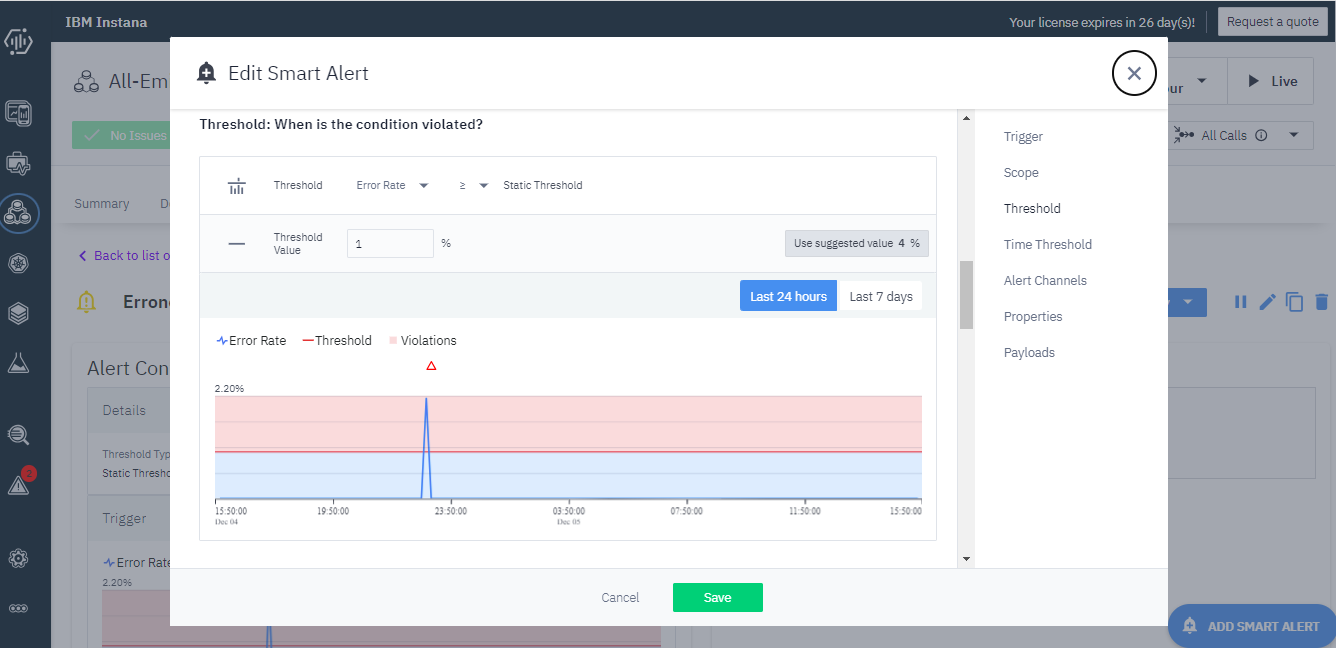 IBM Instana
Your license expires in 26 day(s)!
Request a quote
All-Em
our
Live
No Issues
All Calls
Summary
Back to list o
Errone
Alert Con
Details
Threshold Typ
Static Thresho
Trigger
Error Rate
2.20%
Edit Smart Alert
Threshold: When is the condition violated?
Threshold Error Rate ≥ Static Threshold
Threshold
Value
1 %
Use suggested value 4 %
Last 24 hours Last 7 days
Error Rate Threshold Violations
2.20%
15:50:00 19:50:00 23:50:00 03:50:00 07:50:00 11:50:00 15:50:00
Dec 04 Dec 05
Trigger
Scope
Threshold
Time Threshold
Alert Channels
Properties
Payloads
Cancel Save
2
ADD SMART ALERT